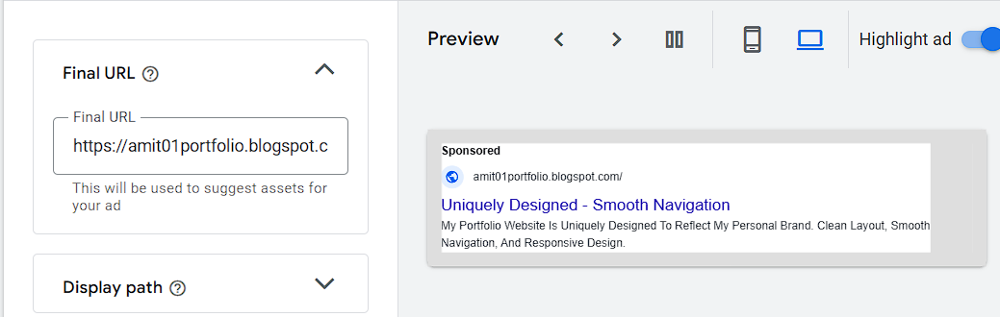 Final URL
Final URL
https://amit01portfolio.blogspot.c
This will be used to suggest assets for
your ad
Display path
Preview
Highlight ad
Sponsored
amit01portfolio.blogspot.com/
Uniquely Designed - Smooth Navigation
My Portfolio Website Is Uniquely Designed To Reflect My Personal Brand. Clean Layout, Smooth
Navigation, And Responsive Design.